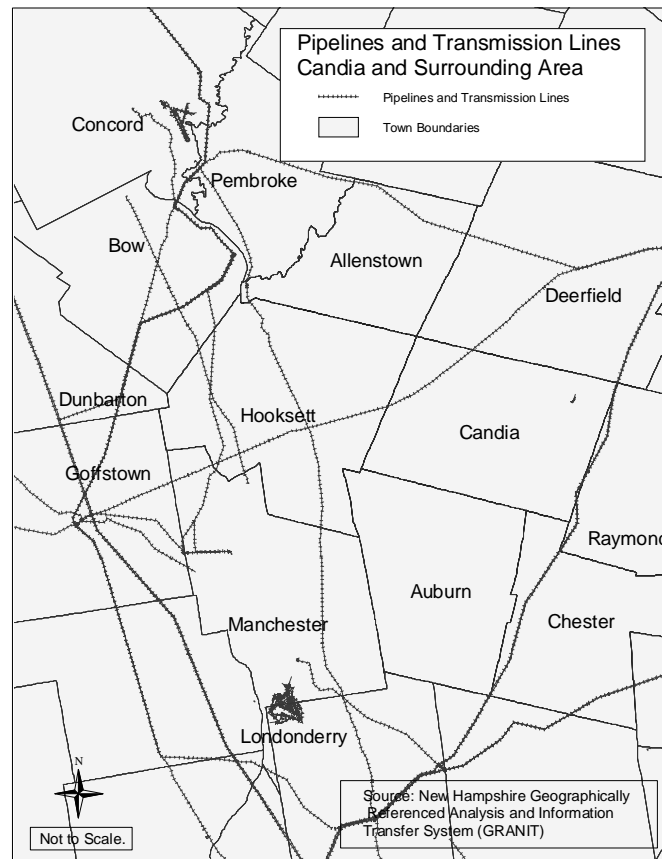 Pipelines and Transmission Lines
Candia and Surrounding Area
Pipelines and Transmission Lines
Town Boundaries
Concord
Pembroke
Bow
Allenstown
Deerfield
Dunbarton
Hooksett
Candia
Goffstown
Raymond
Auburn
Manchester
Chester
Londonderry
N
Not to Scale.
Source: New Hampshire Geographically
Referenced Analysis and Information
Transfer System (GRANIT)